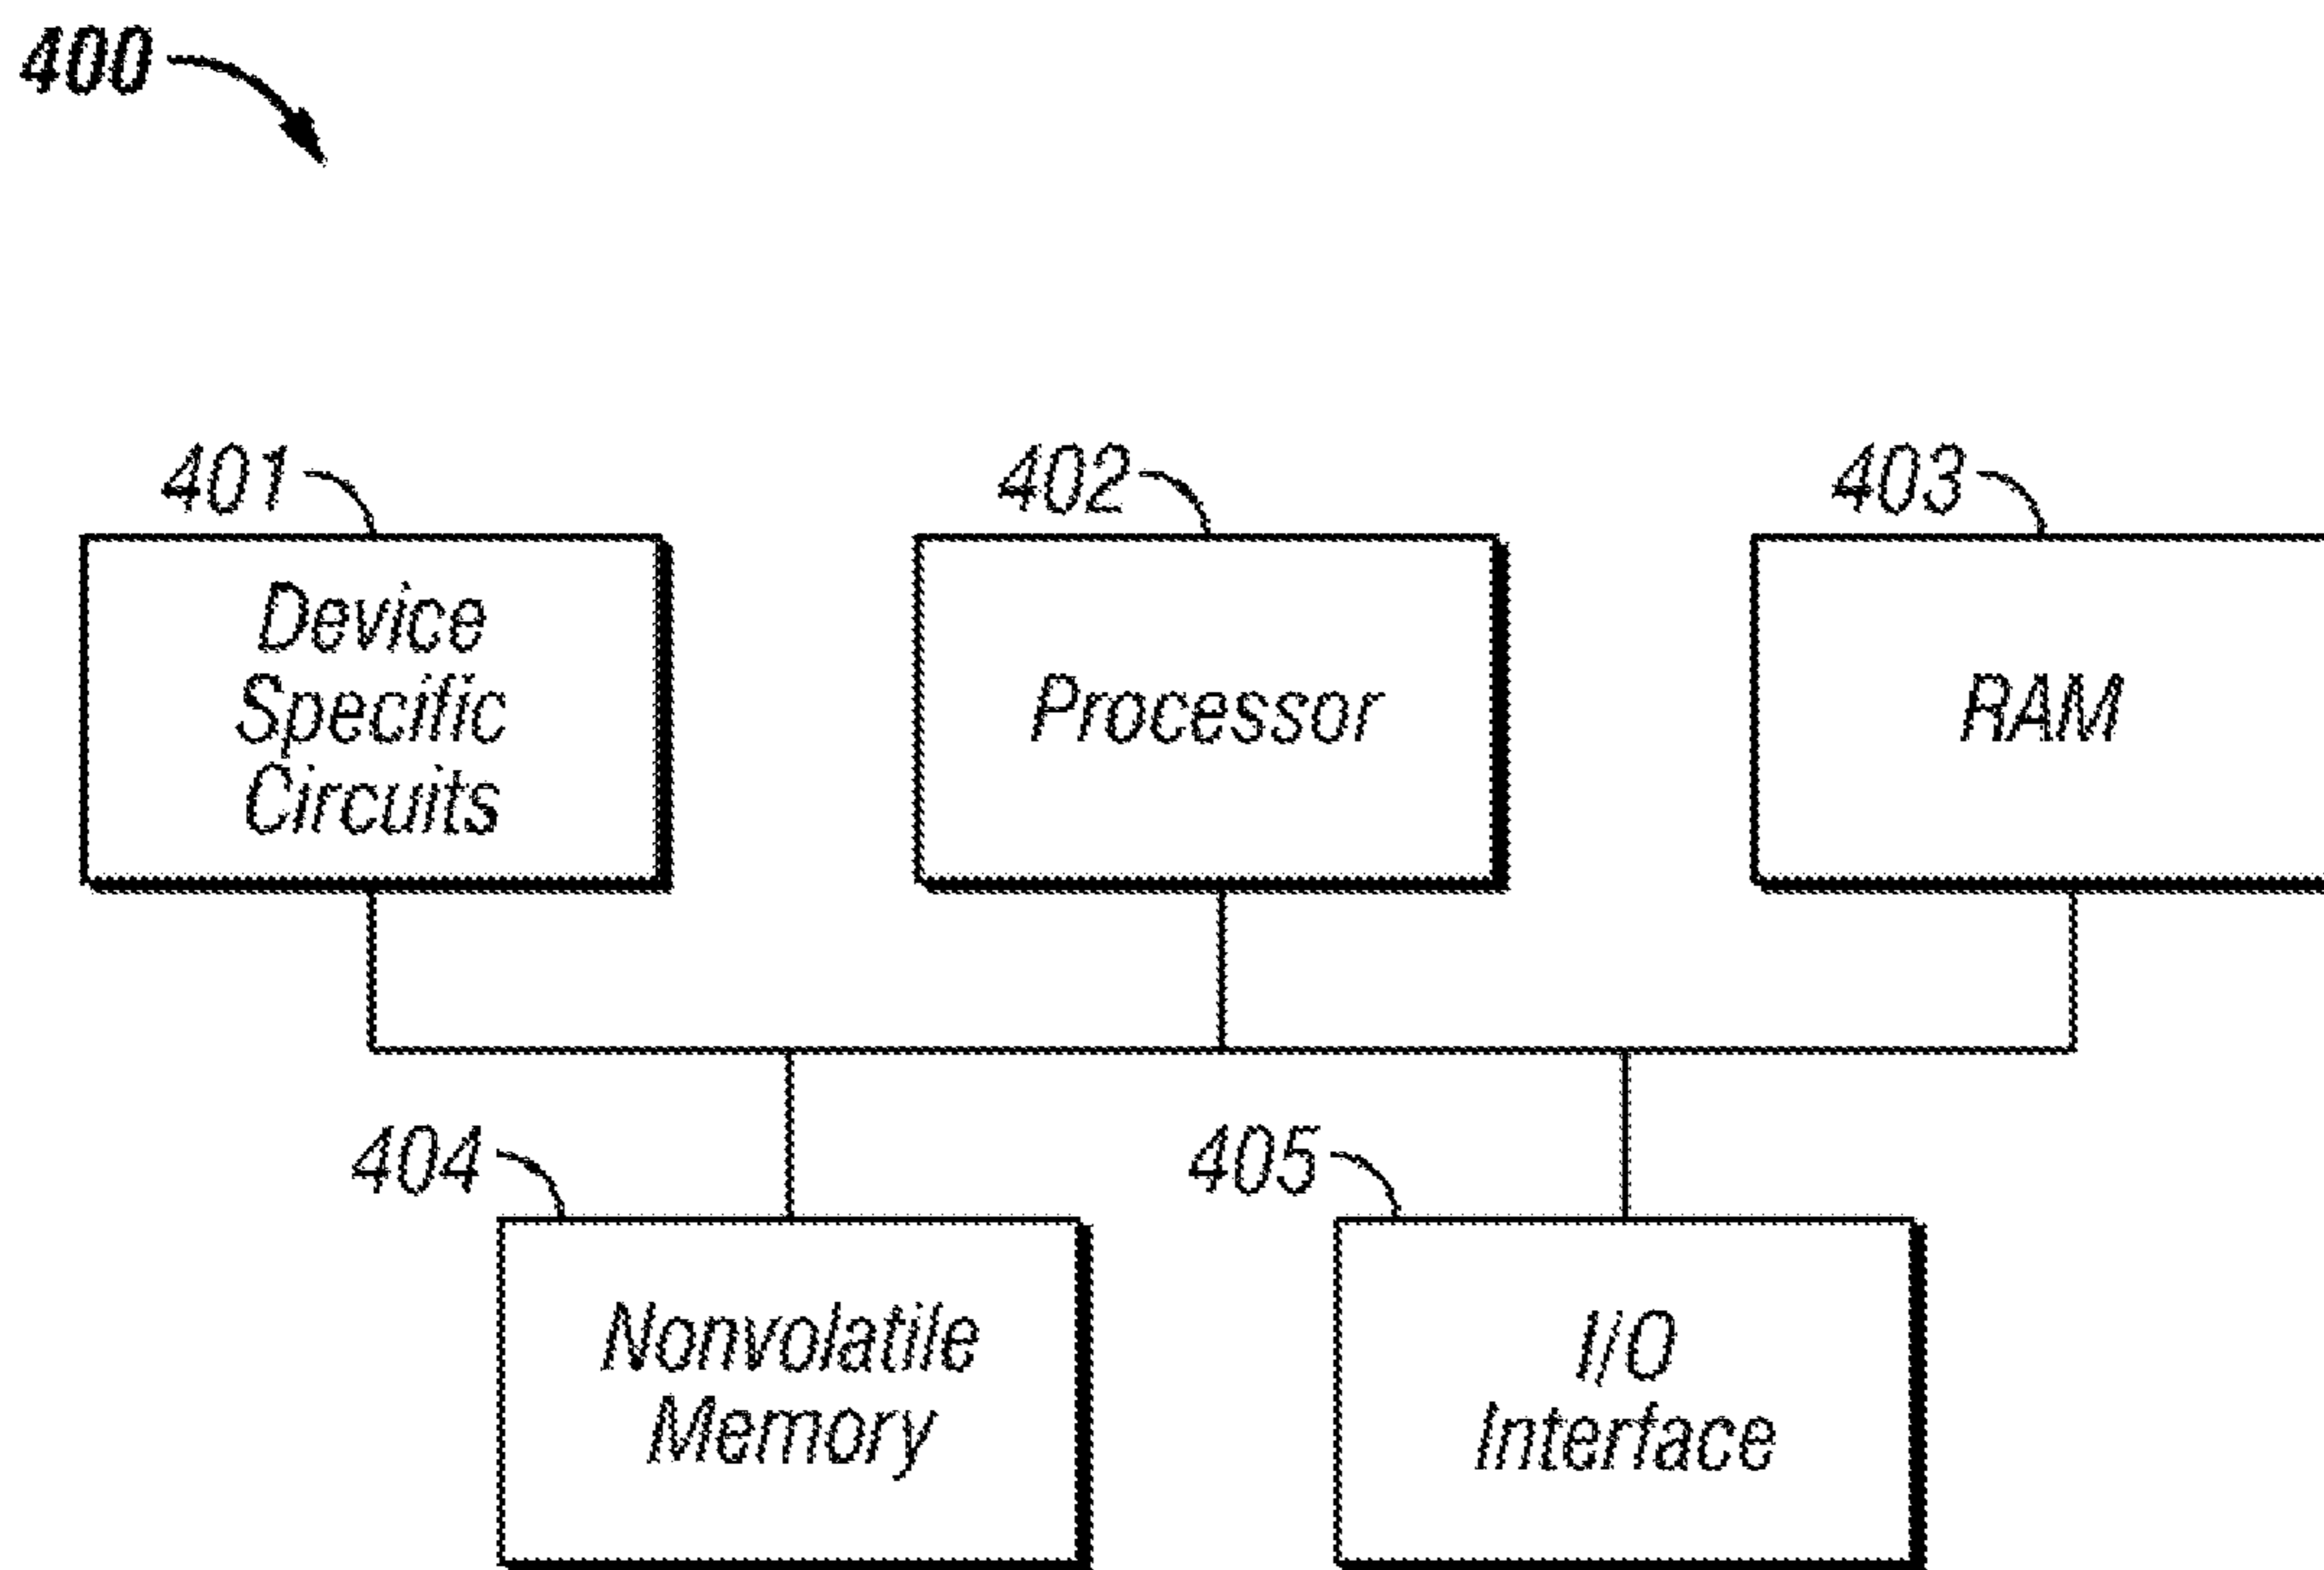 400
401
402
403
Device
Specific
Circuits
Processor
RAM
404
405
Nonvolatile
Memory
I/O
Interface